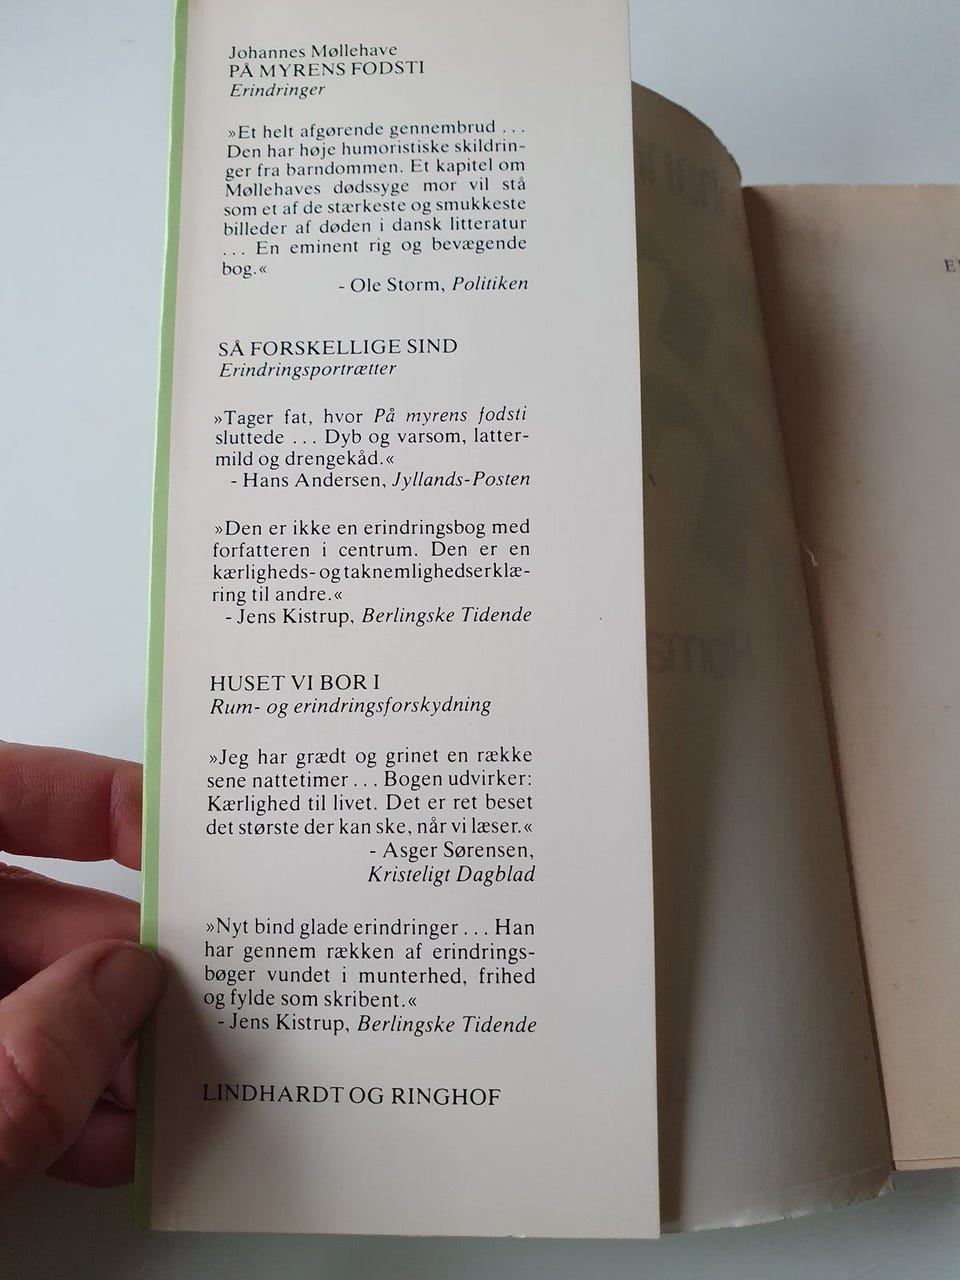 Johannes Møllehave
PÅ MYRENS FODSTI
Erindringer
»Et helt afgørende gennembrud ...
Den har høje humoristiske skildrin-
ger fra barndommen. Et kapitel om
Møllehaves dødssyge mor vil stå
som et af de stærkeste og smukkeste
billeder af døden i dansk litteratur
... En eminent rig og bevægende
bog.«
- Ole Storm, Politiken
SÅ FORSKELLIGE SIND
Erindringsportrætter
»Tager fat, hvor På myrens fodsti
sluttede ... Dyb og varsom, latter-
mild og drengekåd.«
- Hans Andersen, Jyllands-Posten
»Den er ikke en erindringsbog med
forfatteren i centrum. Den er en
kærligheds- og taknemlighedserklæ-
ring til andre.«
- Jens Kistrup, Berlingske Tidende
HUSET VI BOR I
Rum- og erindringsforskydning
»Jeg har grædt og grinet en række
sene nattetimer ... Bogen udvirker:
Kærlighed til livet. Det er ret beset
det største der kan ske, når vi læser.«
- Asger Sørensen,
Kristeligt Dagblad
»Nyt bind glade erindringer ... Han
har gennem rækken af erindrings-
bøger vundet i munterhed, frihed
og fylde som skribent.«
- Jens Kistrup, Berlingske Tidende
LINDHARDT OG RINGHOF